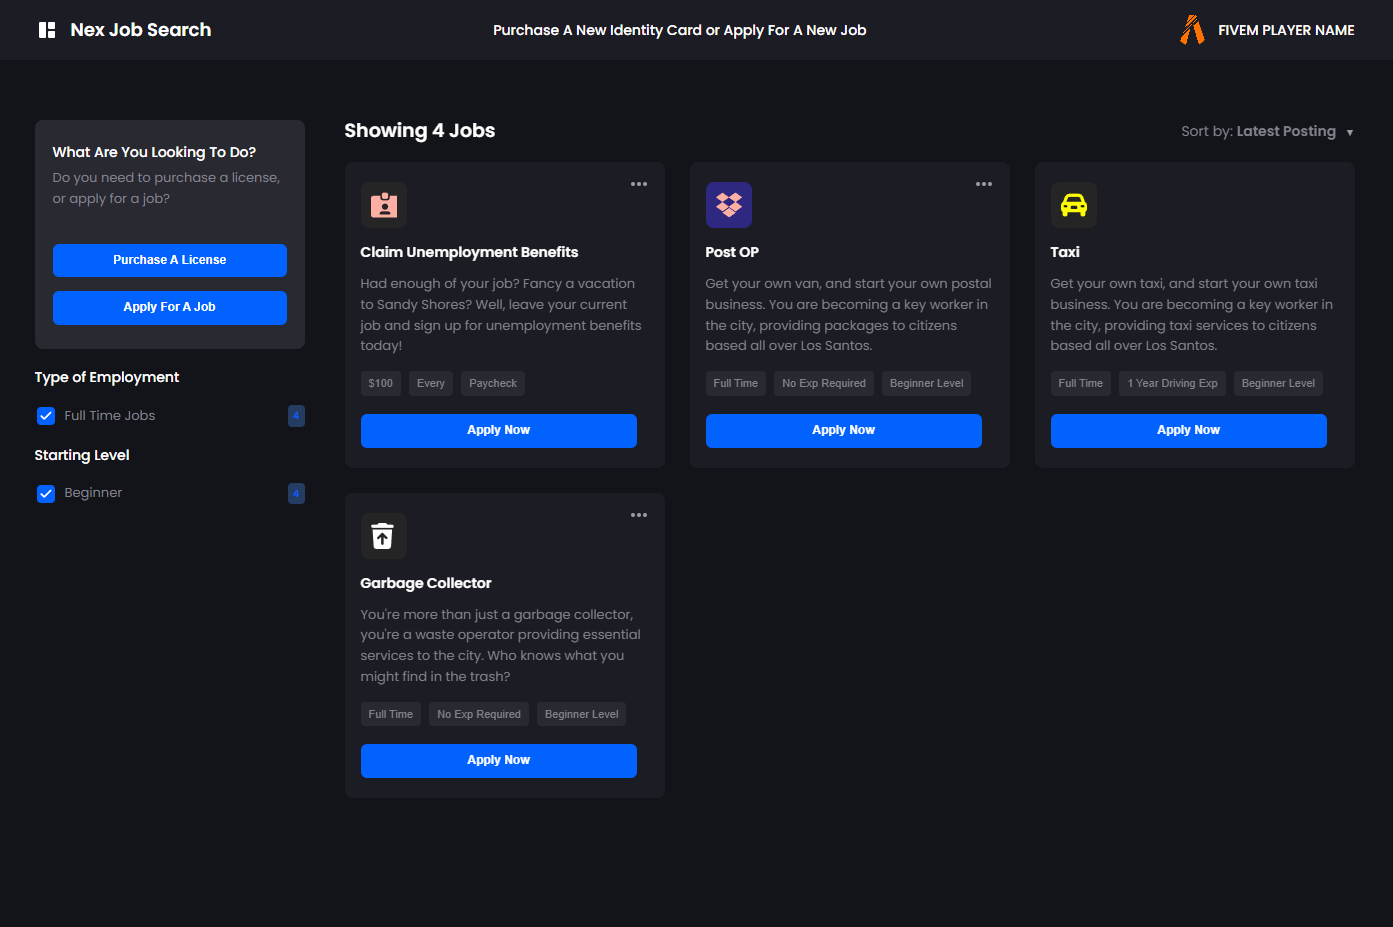 Nex Job Search
Purchase A New Identity Card or Apply For A New Job
FIVEM PLAYER NAME
What Are You Looking To Do?
Do you need to purchase a license,
or apply for a job?
Purchase A License
Apply For A Job
Type of Employment
Full Time Jobs
4
Starting Level
Beginner
4
Showing 4 Jobs
Sort by: Latest Posting ▼
Claim Unemployment Benefits
Had enough of your job? Fancy a vacation
to Sandy Shores? Well, leave your current
job and sign up for unemployment benefits
today!
$100 Every Paycheck
Apply Now
Post OP
Get your own van, and start your own postal
business. You are becoming a key worker in
the city, providing packages to citizens
based all over Los Santos.
Full Time No Exp Required Beginner Level
Apply Now
Taxi
Get your own taxi, and start your own taxi
business. You are becoming a key worker in
the city, providing taxi services to citizens
based all over Los Santos.
Full Time 1 Year Driving Exp Beginner Level
Apply Now
Garbage Collector
You're more than just a garbage collector,
you're a waste operator providing essential
services to the city. Who knows what you
might find in the trash?
Full Time No Exp Required Beginner Level
Apply Now